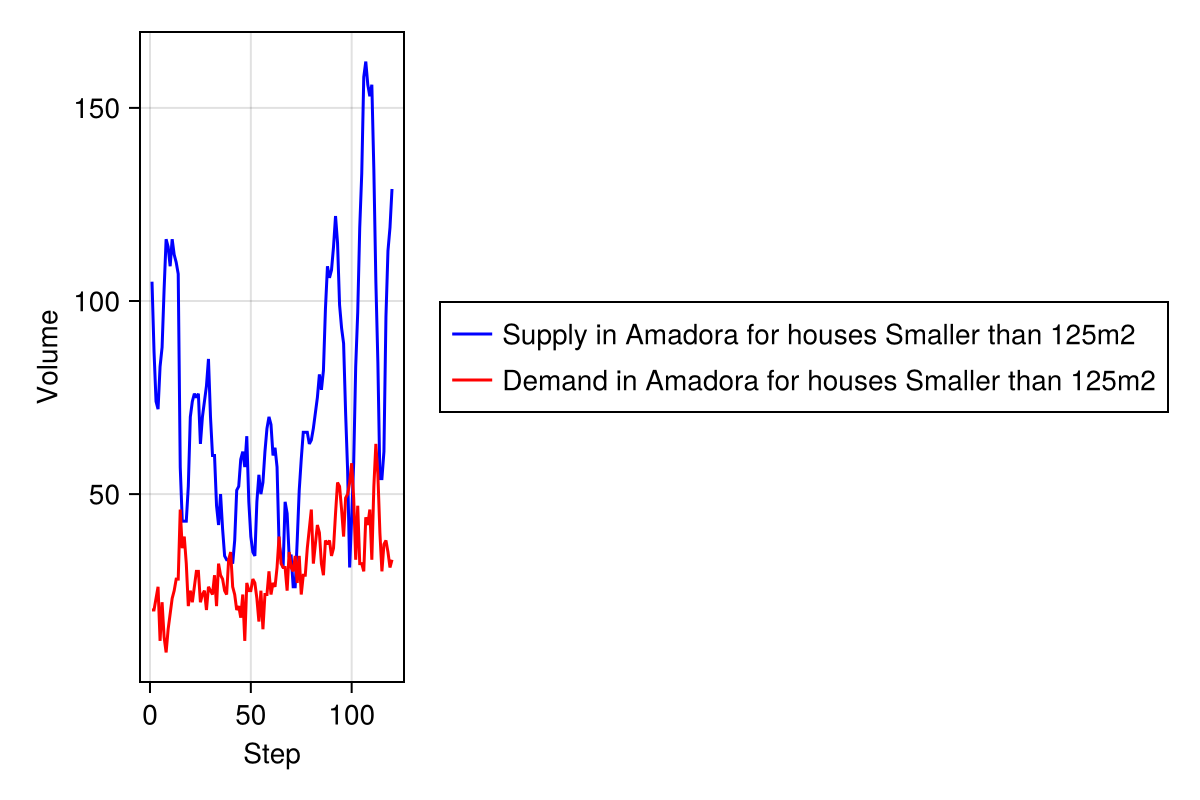 150
100
50
Volume
0 50 100
Step
Supply in Amadora for houses Smaller than 125m2
Demand in Amadora for houses Smaller than 125m2